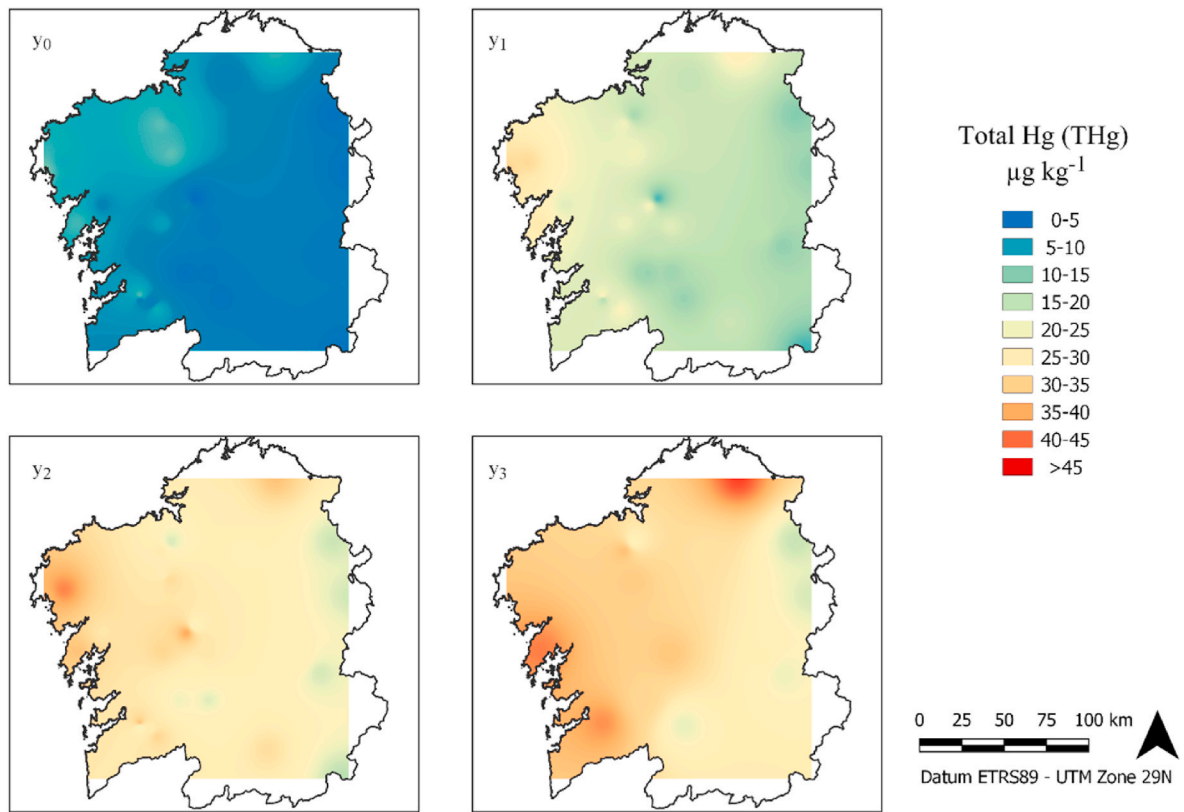 y₀
y₁
Total Hg (THg)
µg kg⁻¹
0-5
5-10
10-15
15-20
20-25
25-30
30-35
35-40
40-45
>45
y₂
y₃
0 25 50 75 100 km
Datum ETRS89 - UTM Zone 29N